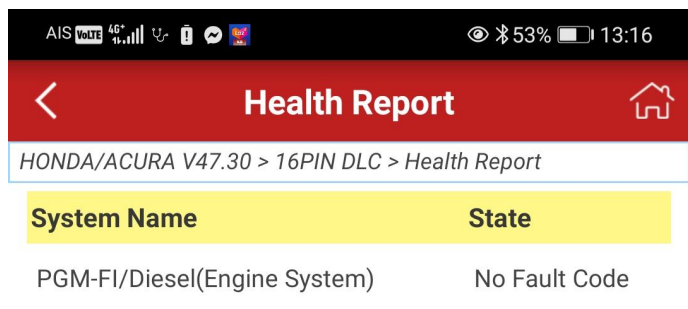 AIS VoLTE 4G+ 53% 13:16
Health Report
HONDA/ACURA V47.30 > 16PIN DLC > Health Report
System Name State
PGM-FI/Diesel(Engine System) No Fault Code